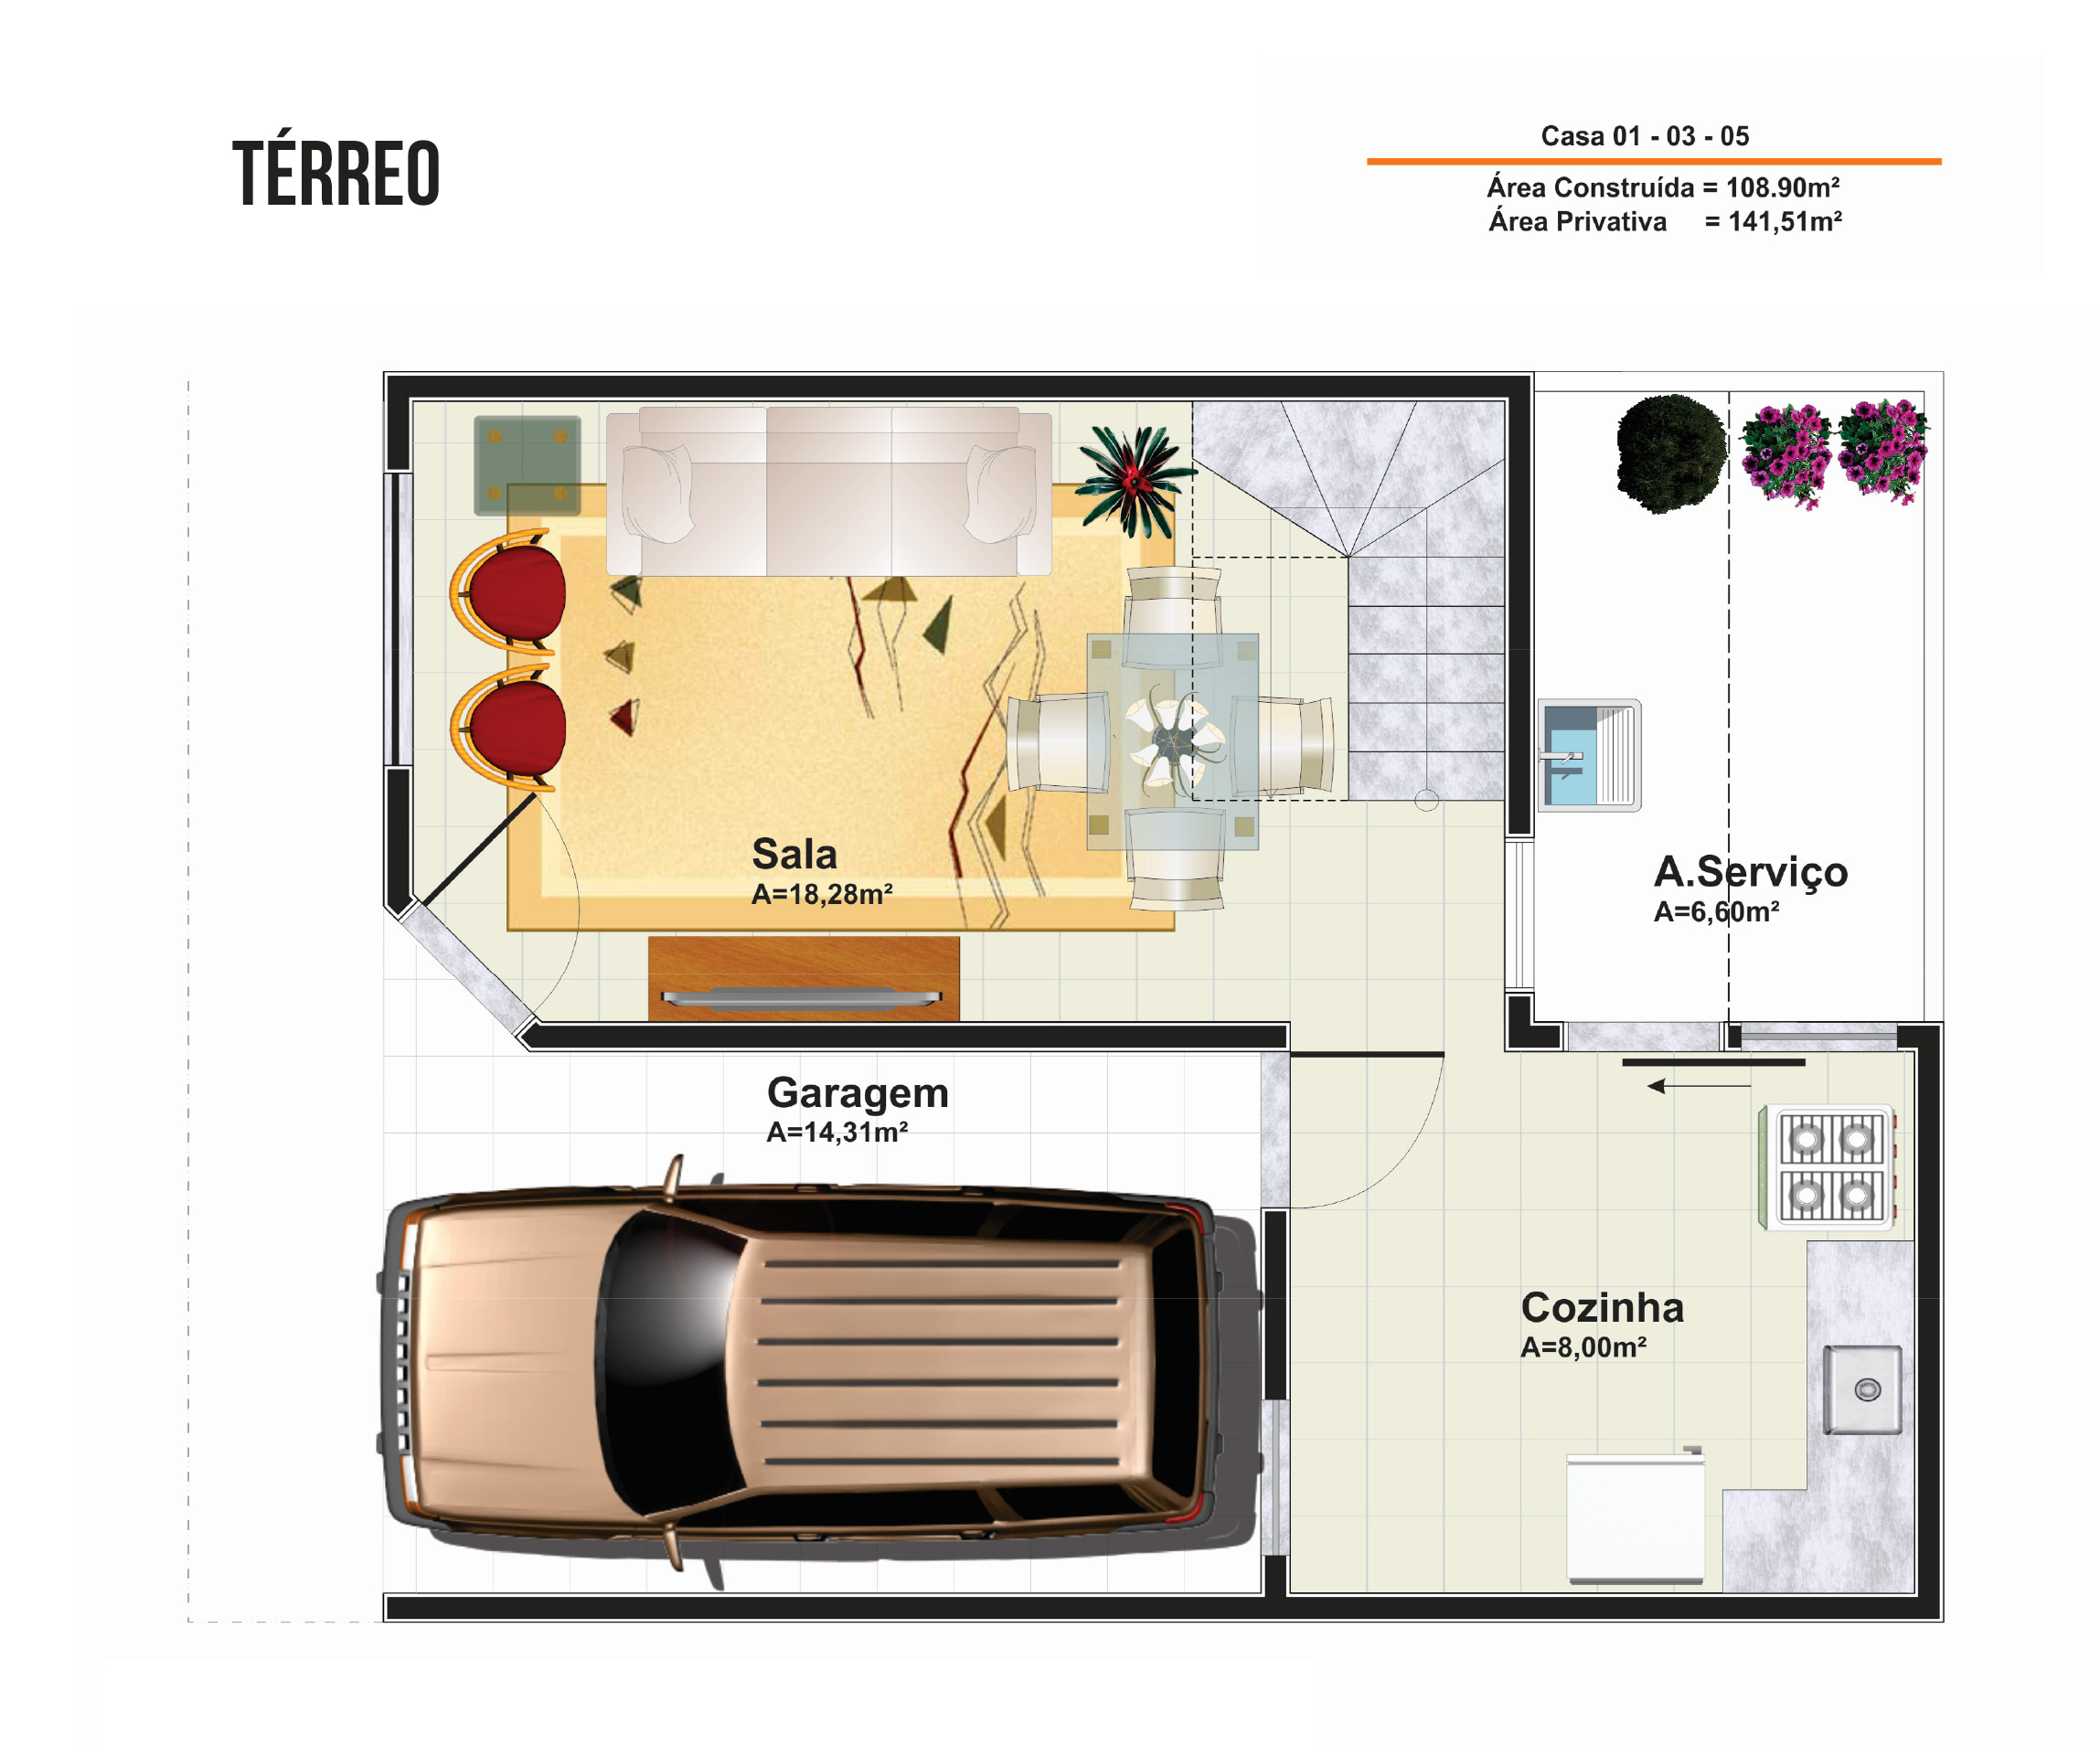 TÉRREO
Casa 01 - 03 - 05
Área Construída = 108.90m²
Área Privativa = 141,51m²
Sala
A=18,28m²
A.Serviço
A=6,60m²
Garagem
A=14,31m²
Cozinha
A=8,00m²